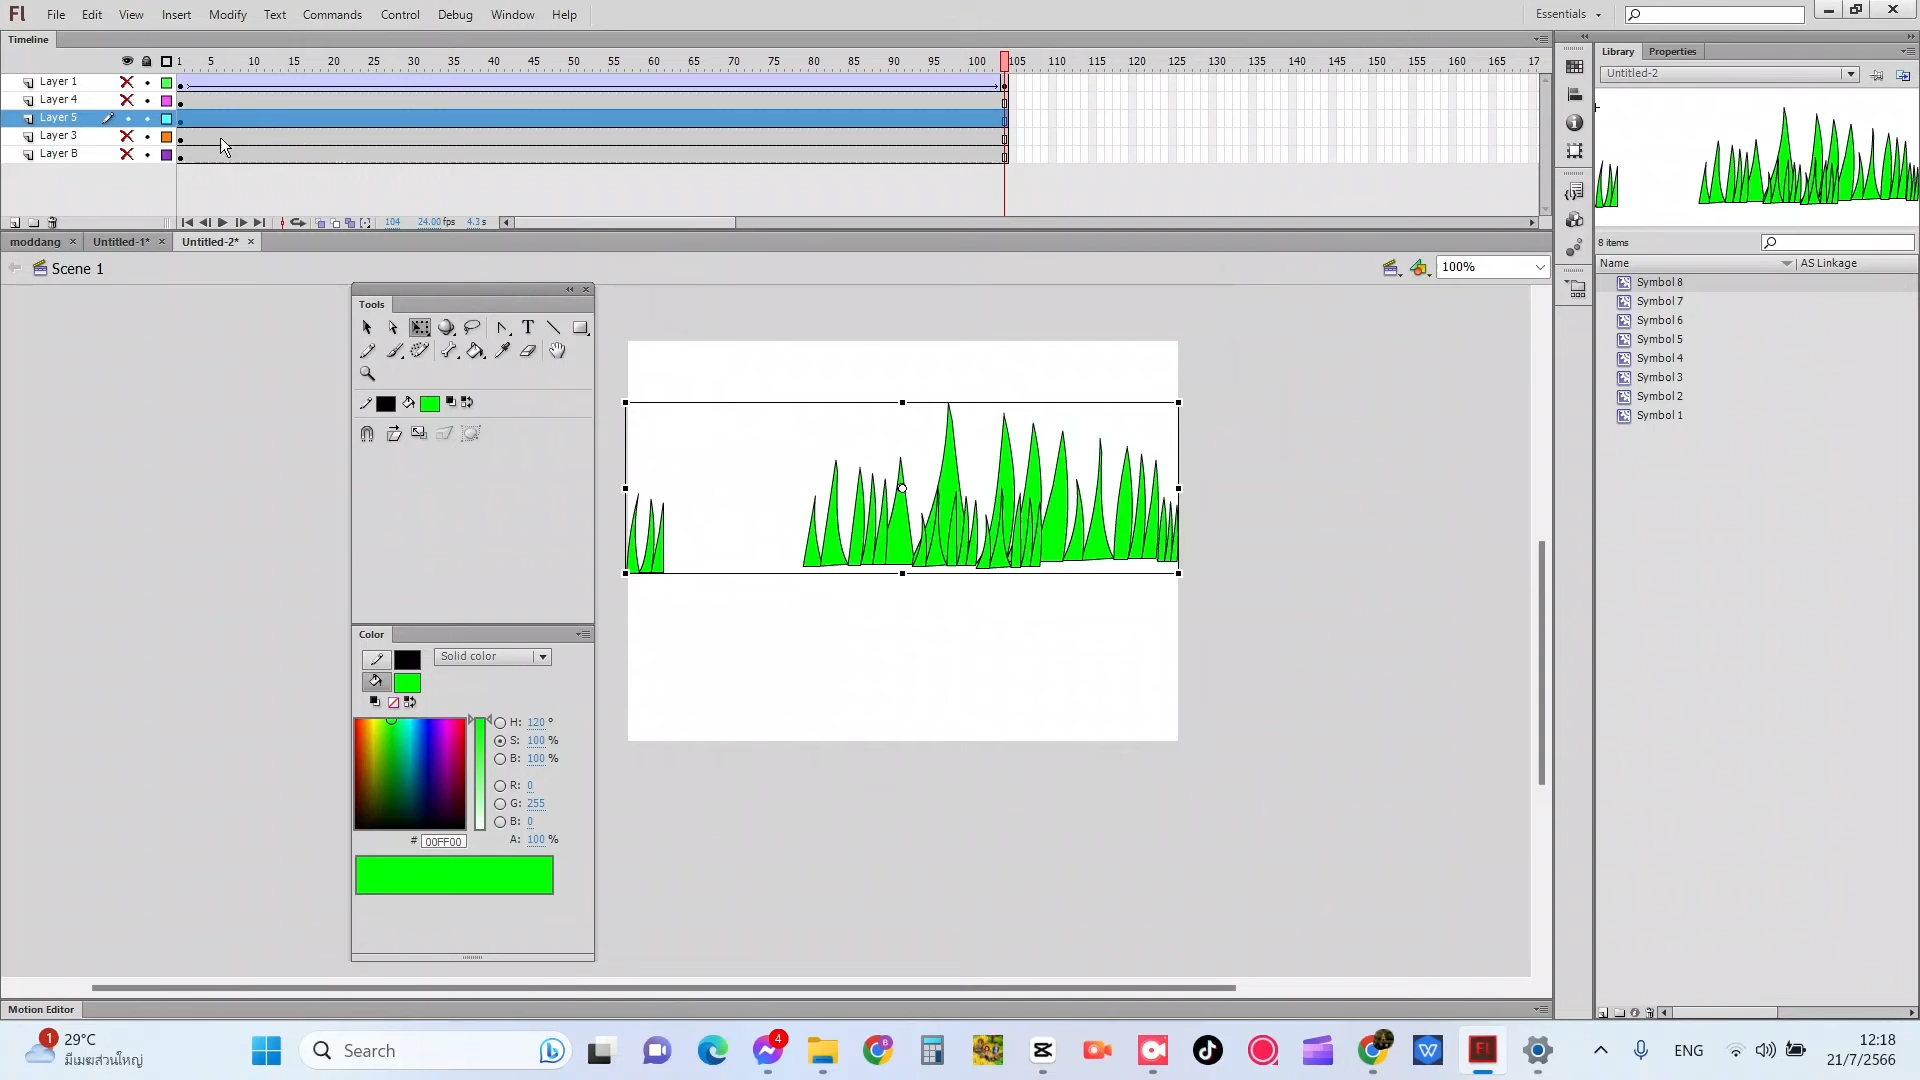 Fl File Edit View Insert Modify Text Commands Control Debug Window Help Essentials
Timeline
1 5 10 15 20 25 30 35 40 45 50 55 60 65 70 75 80 85 90 95 100 105 110 115 120 125 130 135 140 145 150 155 160 165 17
Layer 1
Layer 4
Layer 5
Layer 3
Layer B
104 24.00 fps 4.3 s
moddang Untitled-1* Untitled-2*
Scene 1 100%
Tools
T
Color
Solid color
H: 120 °
S: 100 %
B: 100 %
R: 0
G: 255
B: 0
# 00FF00 A: 100 %
Motion Editor
Library Properties
Untitled-2
8 items
Name AS Linkage
Symbol 8
Symbol 7
Symbol 6
Symbol 5
Symbol 4
Symbol 3
Symbol 2
Symbol 1
1 29°C
มีเมฆส่วนใหญ่
Search
4
ENG
12:18
21/7/2566